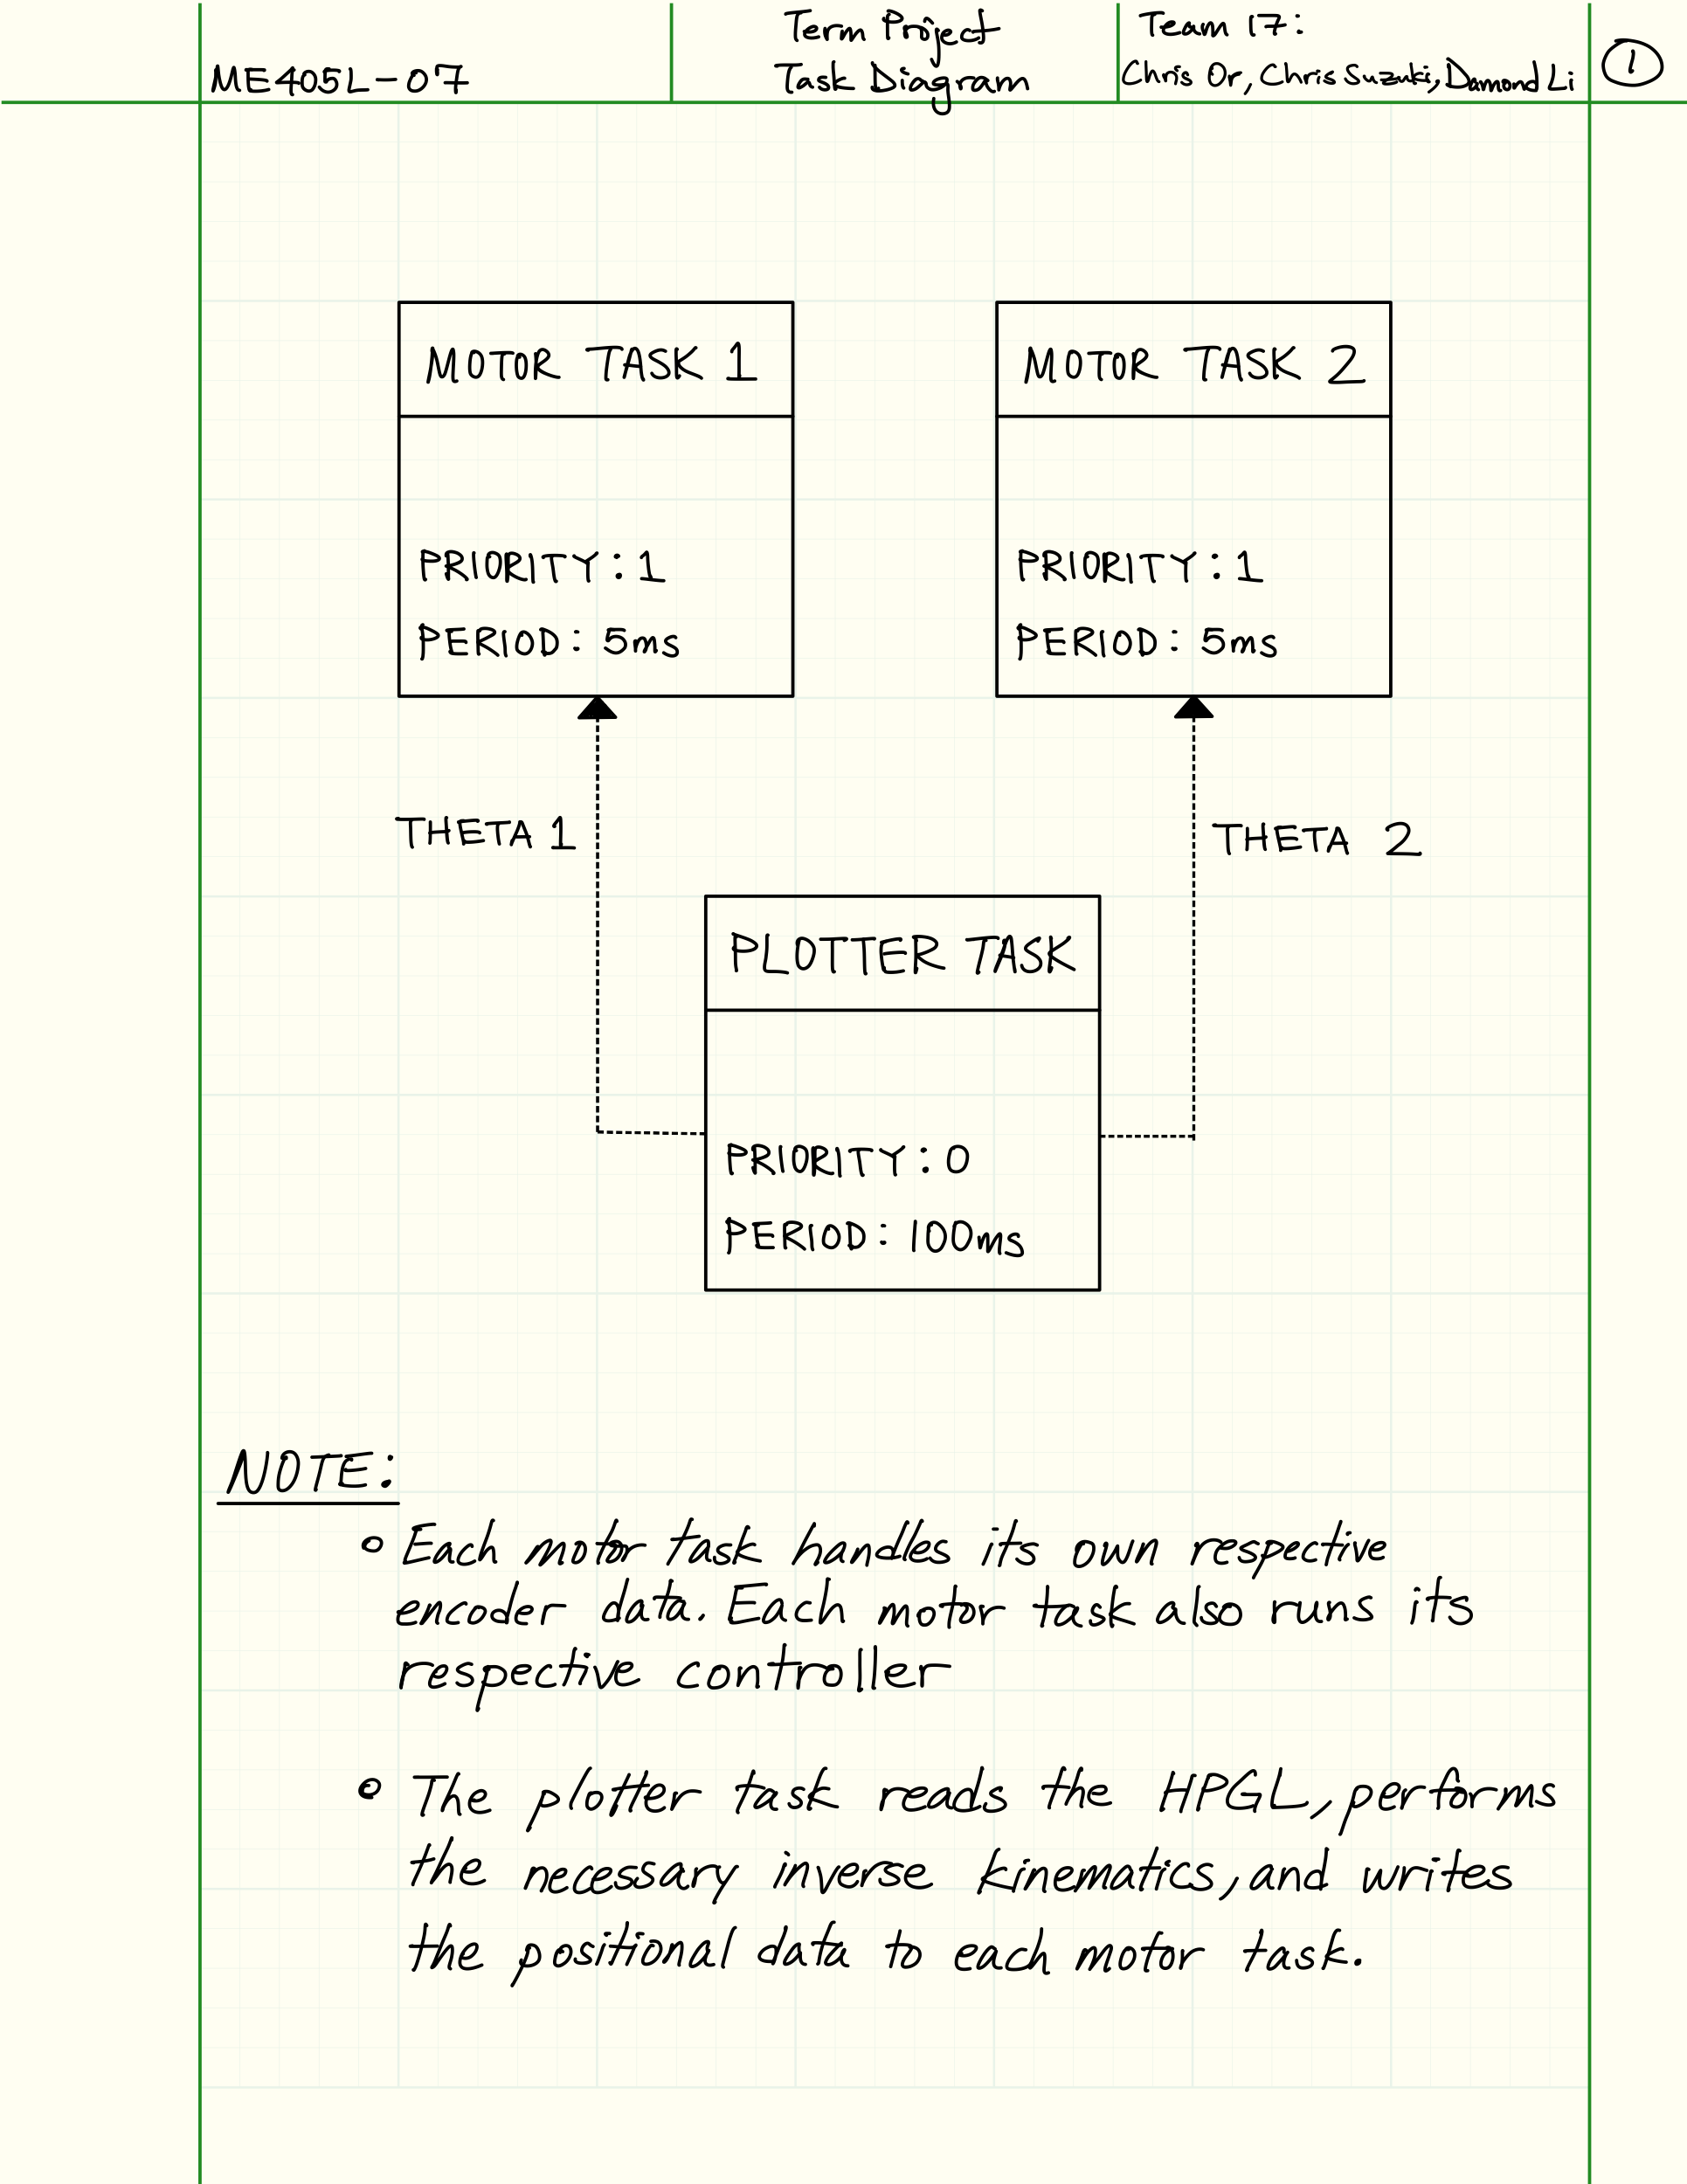 ME405L-07
Term Project
Task Diagram
Team 17:
Chris Or, Chris Suzuki, Damond Li
1
MOTOR TASK 1
PRIORITY: 1
PERIOD: 5ms
MOTOR TASK 2
PRIORITY: 1
PERIOD: 5ms
THETA 1
THETA 2
PLOTTER TASK
PRIORITY: 0
PERIOD: 100ms
NOTE:
Each motor task handles its own respective
encoder data. Each motor task also runs its
respective controller
The plotter task reads the HPGL, performs
the necessary inverse kinematics, and writes
the positional data to each motor task.